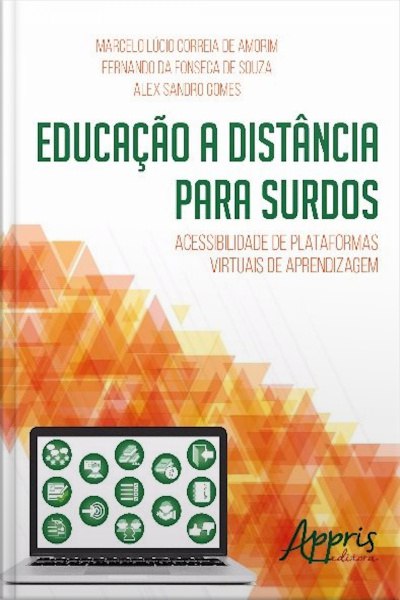 MARCELO LÚCIO CORREIA DE AMORIM
FERNANDO DA FONSECA DE SOUZA
ALEX SANDRO GOMES
EDUCAÇÃO A DISTÂNCIA
PARA SURDOS
ACESSIBILIDADE DE PLATAFORMAS
VIRTUAIS DE APRENDIZAGEM
Appris
editora